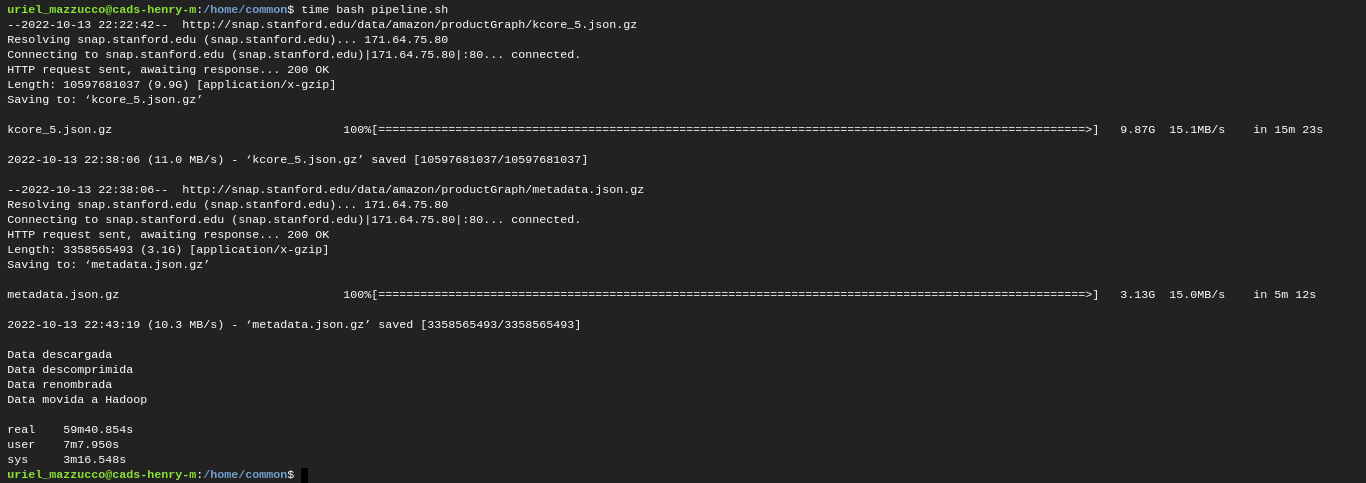 uriel_mazzucco@cads-henry-m:/home/common$ time bash pipeline.sh
--2022-10-13 22:22:42--  http://snap.stanford.edu/data/amazon/productGraph/kcore_5.json.gz
Resolving snap.stanford.edu (snap.stanford.edu)... 171.64.75.80
Connecting to snap.stanford.edu (snap.stanford.edu)|171.64.75.80|:80... connected.
HTTP request sent, awaiting response... 200 OK
Length: 10597681037 (9.9G) [application/x-gzip]
Saving to: ‘kcore_5.json.gz’
kcore_5.json.gz 100%[=====================================================================================================>] 9.87G 15.1MB/s in 15m 23s
2022-10-13 22:38:06 (11.0 MB/s) - ‘kcore_5.json.gz’ saved [10597681037/10597681037]
--2022-10-13 22:38:06--  http://snap.stanford.edu/data/amazon/productGraph/metadata.json.gz
Resolving snap.stanford.edu (snap.stanford.edu)... 171.64.75.80
Connecting to snap.stanford.edu (snap.stanford.edu)|171.64.75.80|:80... connected.
HTTP request sent, awaiting response... 200 OK
Length: 3358565493 (3.1G) [application/x-gzip]
Saving to: ‘metadata.json.gz’
metadata.json.gz 100%[=====================================================================================================>] 3.13G 15.0MB/s in 5m 12s
2022-10-13 22:43:19 (10.3 MB/s) - ‘metadata.json.gz’ saved [3358565493/3358565493]
Data descargada
Data descomprimida
Data renombrada
Data movida a Hadoop
real 59m40.854s
user 7m7.950s
sys 3m16.548s
uriel_mazzucco@cads-henry-m:/home/common$